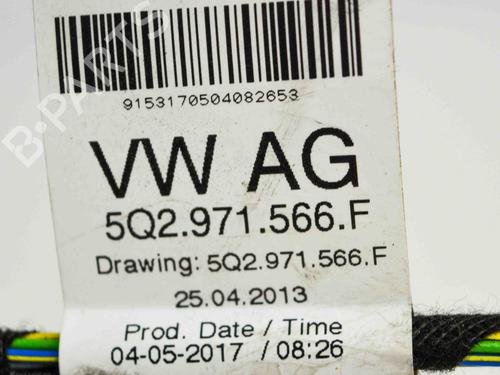 9153170504082653
VW AG
5Q2.971.566.F
Drawing: 5Q2.971.566.F
25.04.2013
Prod. Date / Time
04-05-2017 / 08:26
B-PARTS